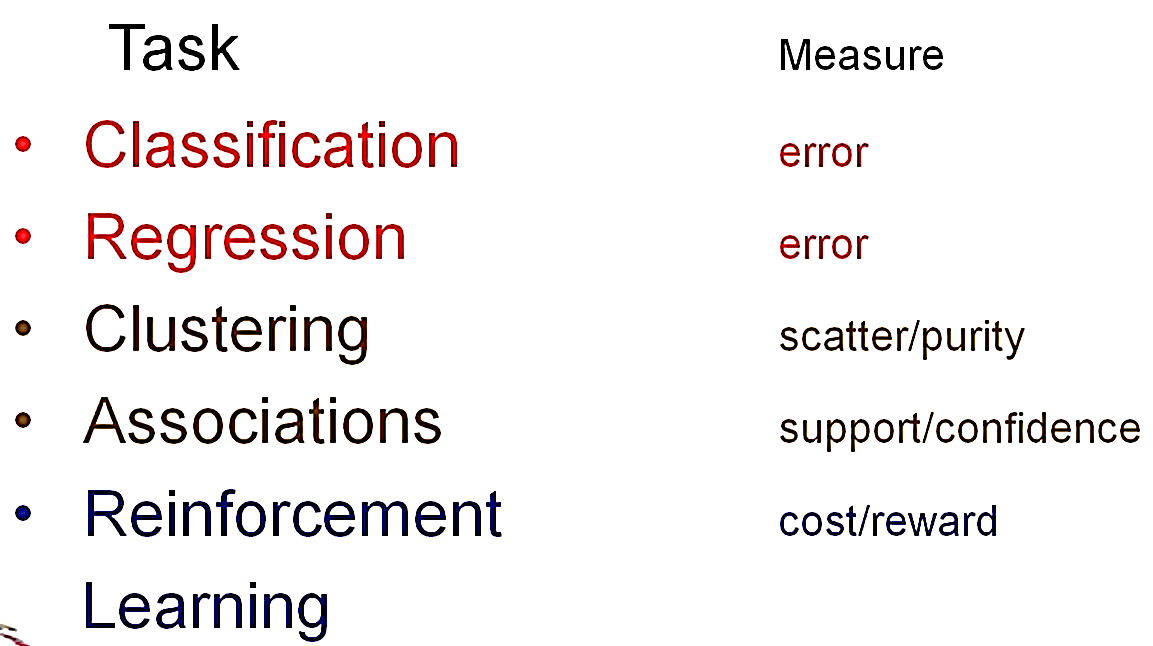 Task Measure
• Classification error
• Regression error
• Clustering scatter/purity
• Associations support/confidence
• Reinforcement cost/reward
Learning